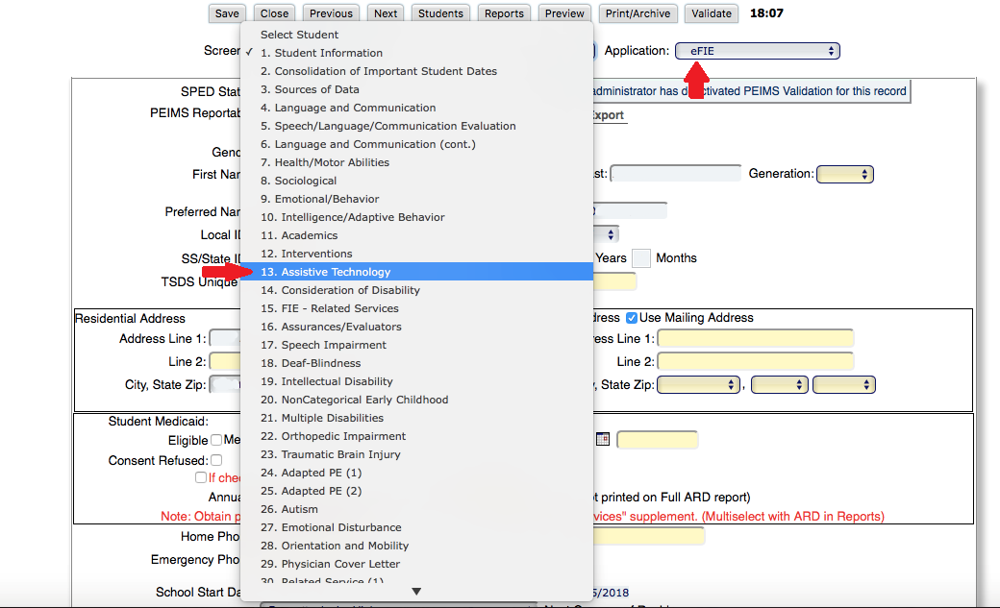 Save Close Previous Next Students Reports Preview Print/Archive Validate 18:07
Screen
Application: eFIE
Select Student
✓ 1. Student Information
2. Consolidation of Important Student Dates
3. Sources of Data
4. Language and Communication
5. Speech/Language/Communication Evaluation
6. Language and Communication (cont.)
7. Health/Motor Abilities
8. Sociological
9. Emotional/Behavior
10. Intelligence/Adaptive Behavior
11. Academics
12. Interventions
13. Assistive Technology
14. Consideration of Disability
15. FIE - Related Services
16. Assurances/Evaluators
17. Speech Impairment
18. Deaf-Blindness
19. Intellectual Disability
20. NonCategorical Early Childhood
21. Multiple Disabilities
22. Orthopedic Impairment
23. Traumatic Brain Injury
24. Adapted PE (1)
25. Adapted PE (2)
26. Autism
27. Emotional Disturbance
28. Orientation and Mobility
29. Physician Cover Letter
30. Related Service (1)
SPED Stat
administrator has deactivated PEIMS Validation for this record
PEIMS Reportab
Export
Gend
First Nam
st:
Generation:
Preferred Nam
Local ID
SS/State ID
Years Months
TSDS Unique
Residential Address
dress Use Mailing Address
Address Line 1:
ess Line 1:
Line 2:
Line 2:
City, State Zip:
, State Zip: ,
Student Medicaid:
Eligible Me
Consent Refused:
If chec
Annua
t printed on Full ARD report)
Note: Obtain p
vices" supplement. (Multiselect with ARD in Reports)
Home Pho
Emergency Pho
School Start Da
5/2018